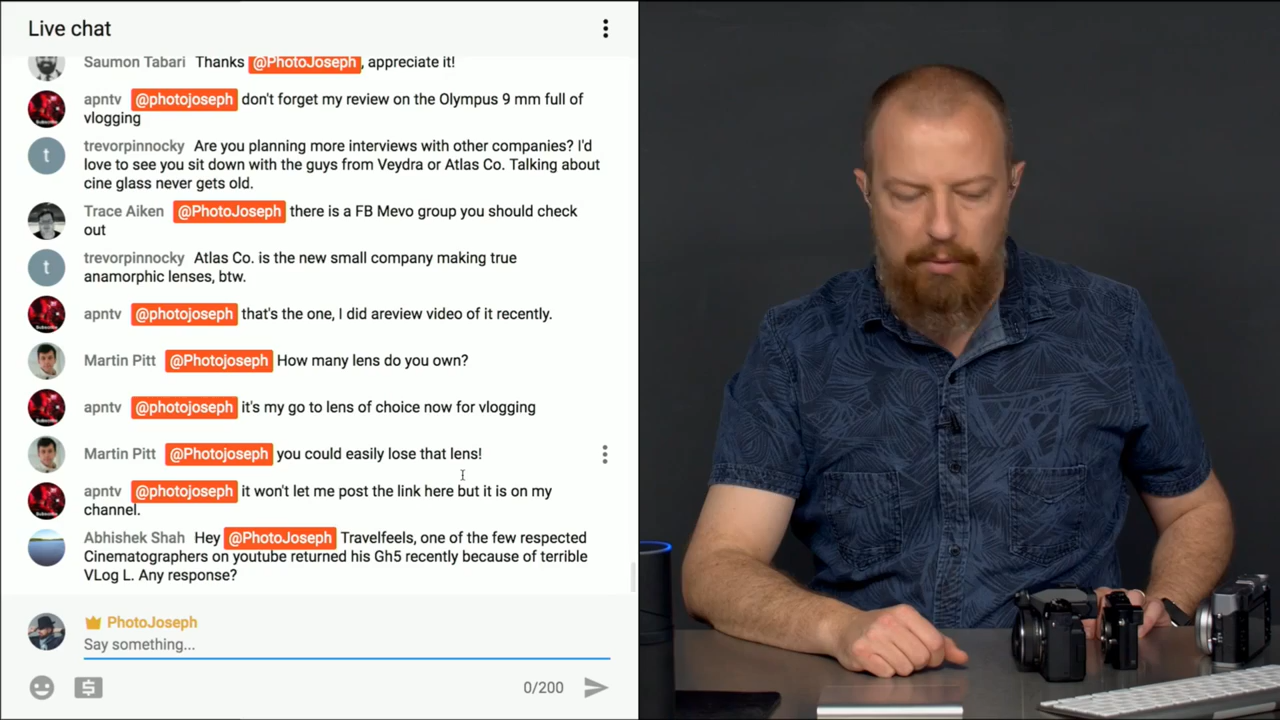 Live chat
Saumon Tabari Thanks @PhotoJoseph, appreciate it!
apntv @photojoseph don't forget my review on the Olympus 9 mm full of
vlogging
trevorpinnocky Are you planning more interviews with other companies? I'd
love to see you sit down with the guys from Veydra or Atlas Co. Talking about
cine glass never gets old.
Trace Aiken @PhotoJoseph there is a FB Mevo group you should check
out
trevorpinnocky Atlas Co. is the new small company making true
anamorphic lenses, btw.
apntv @photojoseph that's the one, I did areview video of it recently.
Martin Pitt @Photojoseph How many lens do you own?
apntv @photojoseph it's my go to lens of choice now for vlogging
Martin Pitt @Photojoseph you could easily lose that lens!
apntv @photojoseph it won't let me post the link here but it is on my
channel.
Abhishek Shah Hey @PhotoJoseph Travelfeels, one of the few respected
Cinematographers on youtube returned his Gh5 recently because of terrible
VLog L. Any response?
PhotoJoseph
Say something...
0/200